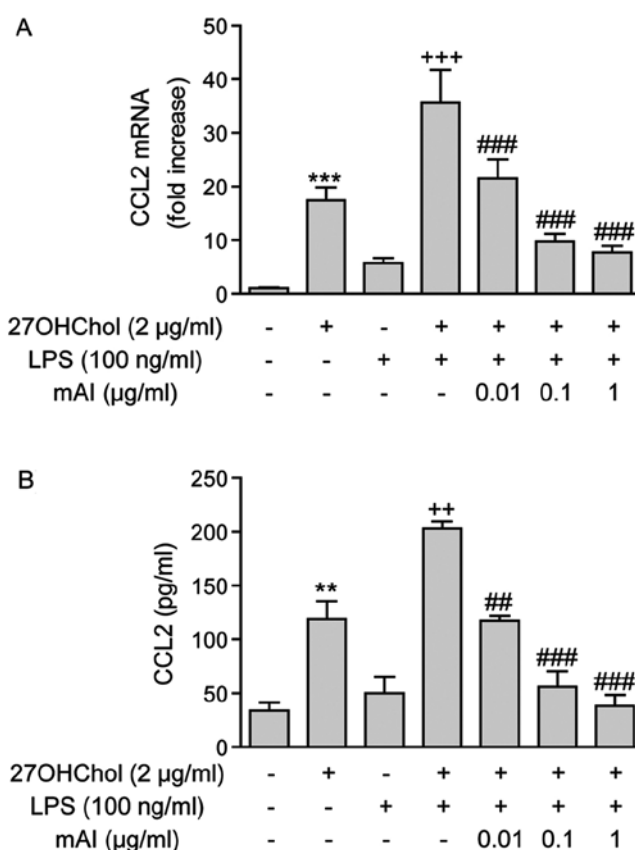 A
CCL2 mRNA
(fold increase)
50
40
30
20
10
0
***
+++
###
###
###
27OHChol (2 µg/ml) - + - + + + +
LPS (100 ng/ml) - - + + + + +
mAI (µg/ml) - - - - 0.01 0.1 1
B
CCL2 (pg/ml)
250
200
150
100
50
0
**
++
##
###
###
27OHChol (2 µg/ml) - + - + + + +
LPS (100 ng/ml) - - + + + + +
mAI (µg/ml) - - - - 0.01 0.1 1